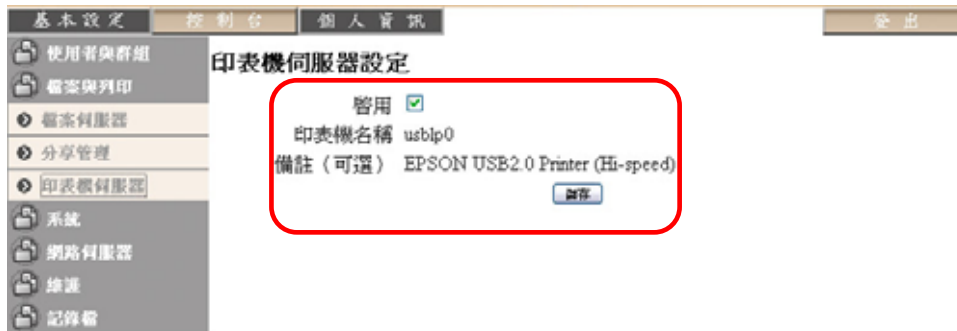 基本設定 控制台 個人資訊 登出
使用者與群組
檔案與列印
檔案伺服器
分享管理
印表機伺服器
系統
網路伺服器
維護
記錄檔
印表機伺服器設定
啓用
印表機名稱 usblp0
備註（可選） EPSON USB2.0 Printer (Hi-speed)
儲存